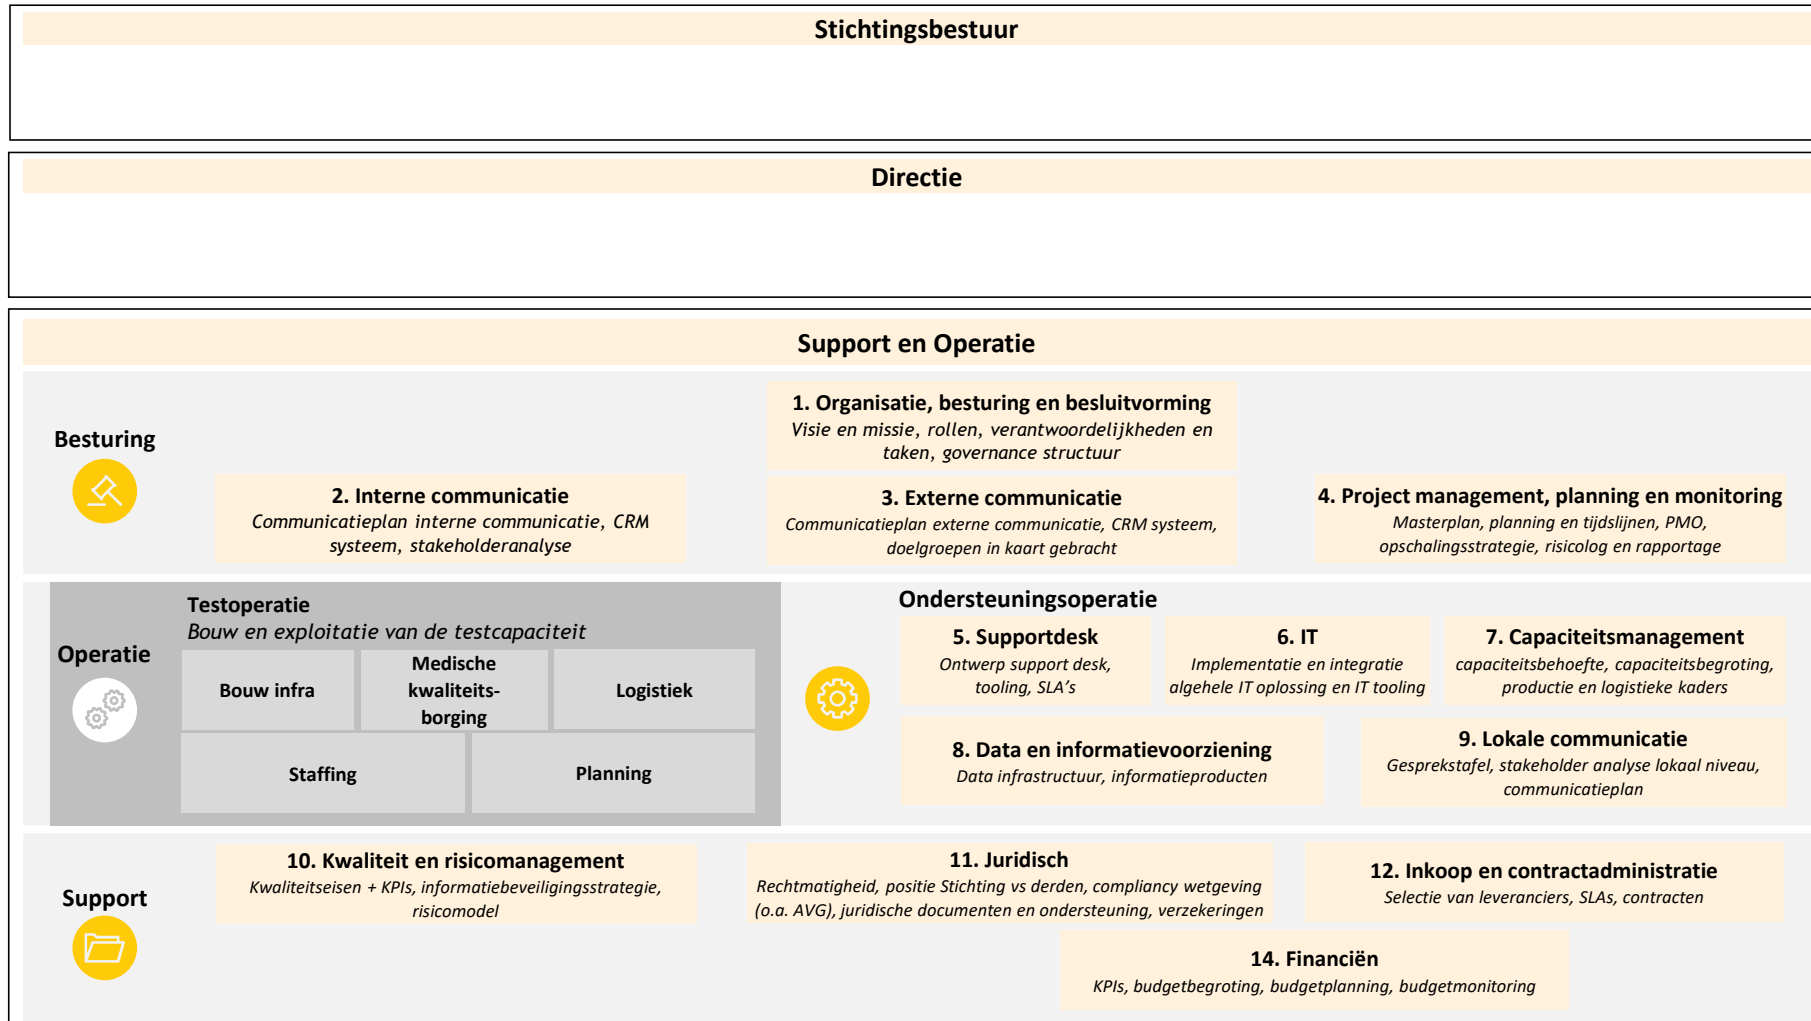 Stichtingsbestuur
Directie
Support en Operatie
Besturing
1. Organisatie, besturing en besluitvorming
Visie en missie, rollen, verantwoordelijkheden en
taken, governance structuur
2. Interne communicatie
Communicatieplan interne communicatie, CRM
systeem, stakeholderanalyse
3. Externe communicatie
Communicatieplan externe communicatie, CRM systeem,
doelgroepen in kaart gebracht
4. Project management, planning en monitoring
Masterplan, planning en tijdslijnen, PMO,
opschalingsstrategie, risicolog en rapportage
Operatie
Testoperatie
Bouw en exploitatie van de testcapaciteit
Bouw infra
Medische
kwaliteits-
borging
Logistiek
Staffing
Planning
Ondersteuningsoperatie
5. Supportdesk
Ontwerp support desk,
tooling, SLA's
6. IT
Implementatie en integratie
algehele IT oplossing en IT tooling
7. Capaciteitsmanagement
capaciteitsbehoefte, capaciteitsbegroting,
productie en logistieke kaders
8. Data en informatievoorziening
Data infrastructuur, informatieproducten
9. Lokale communicatie
Gesprekstafel, stakeholder analyse lokaal niveau,
communicatieplan
Support
10. Kwaliteit en risicomanagement
Kwaliteitseisen + KPIs, informatiebeveiligingsstrategie,
risicomodel
11. Juridisch
Rechtmatigheid, positie Stichting vs derden, compliancy wetgeving
(o.a. AVG), juridische documenten en ondersteuning, verzekeringen
12. Inkoop en contractadministratie
Selectie van leveranciers, SLAs, contracten
14. Financiën
KPIs, budgetbegroting, budgetplanning, budgetmonitoring